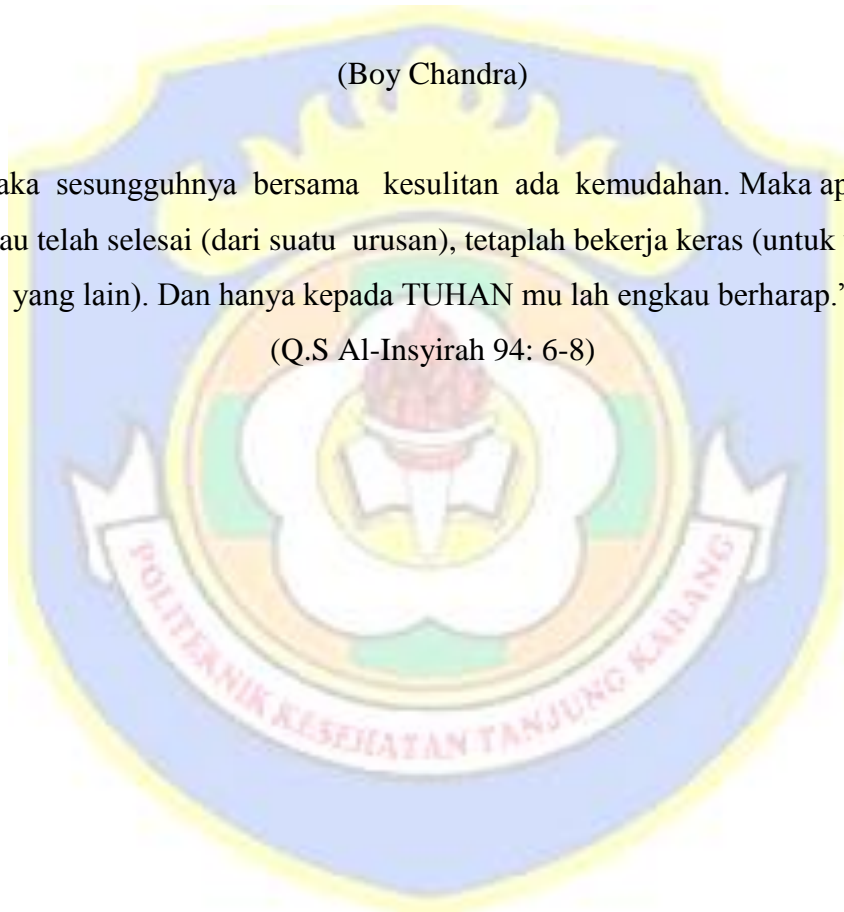 (Boy Chandra)
aka sesungguhnya bersama kesulitan ada kemudahan. Maka ap
au telah selesai (dari suatu urusan), tetaplah bekerja keras (untuk
yang lain). Dan hanya kepada TUHAN mu lah engkau berharap.”
(Q.S Al-Insyirah 94: 6-8)
POLITEKNIK KESEHATAN TANJUNG KARANG